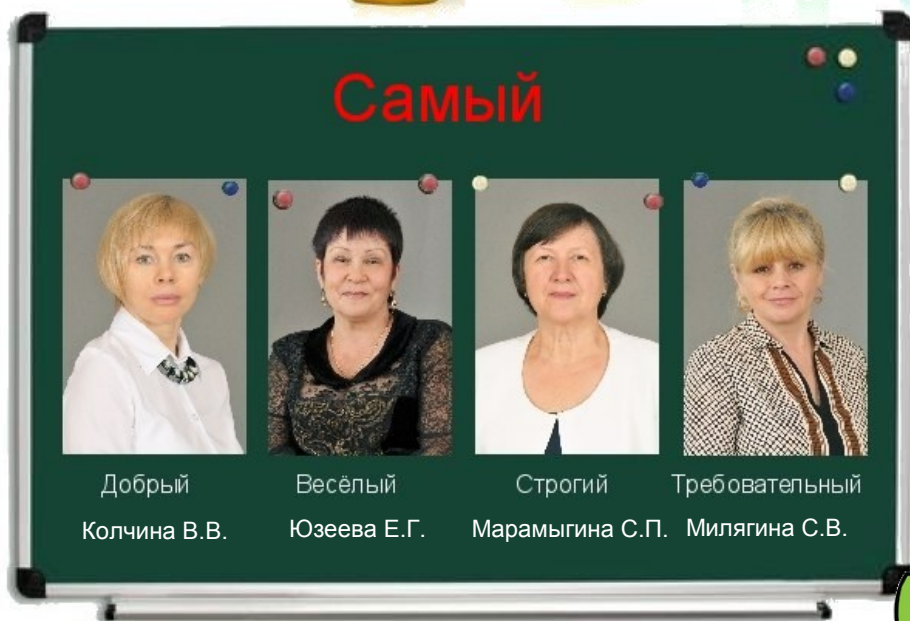 Самый
Добрый Весёлый Строгий Требовательный
Колчина В.В. Юзеева Е.Г. Марамыгина С.П. Милягина С.В.